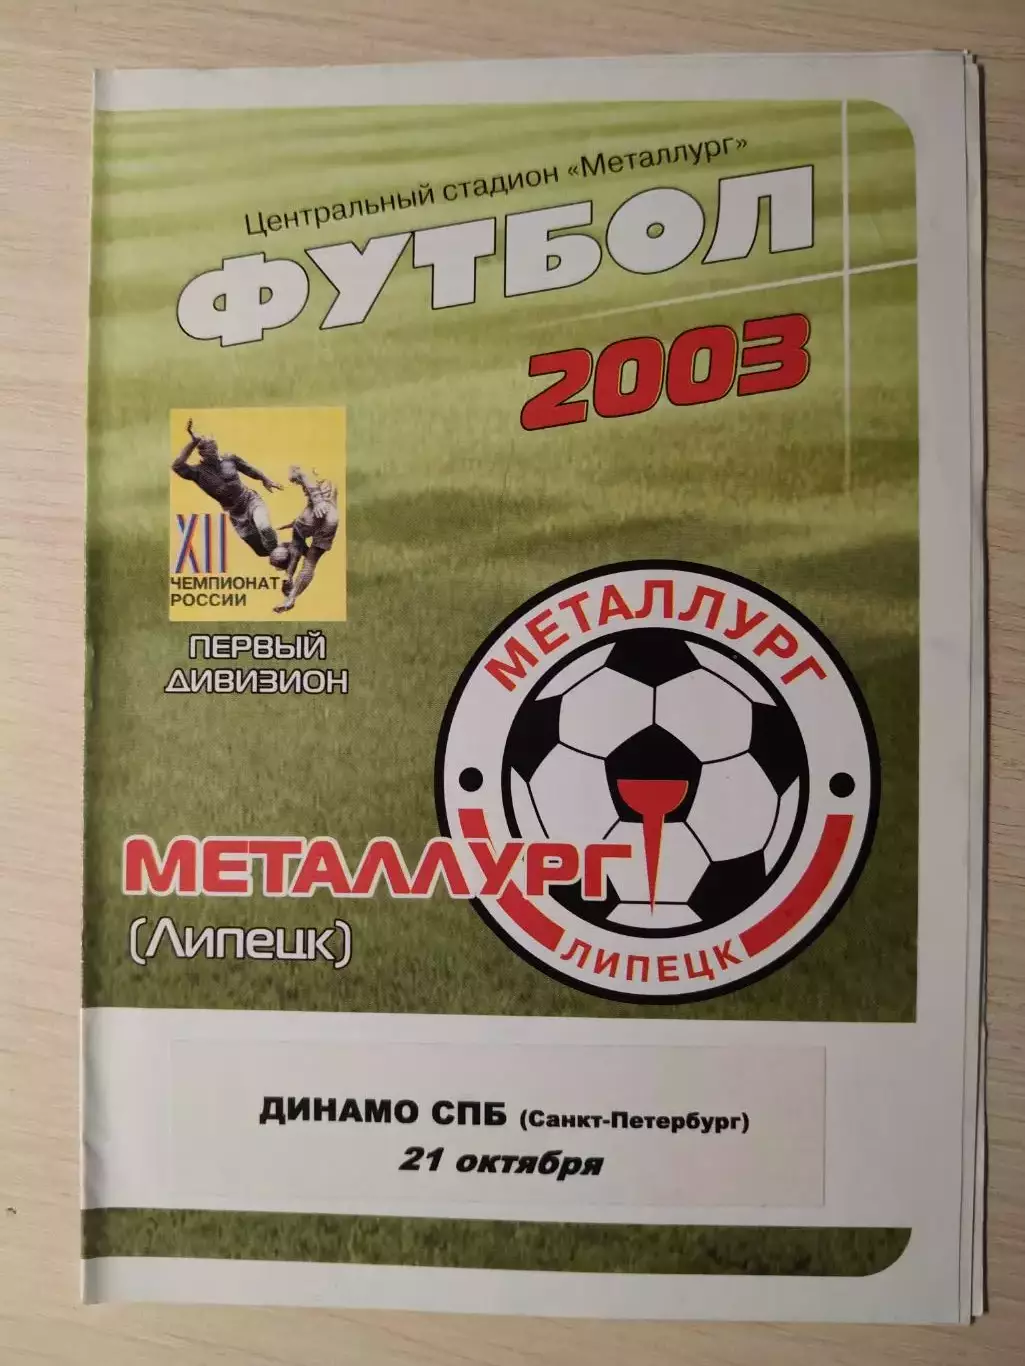 Центральный стадион «Металлург»
ФУТБОЛ
2003
XII
ЧЕМПИОНАТ
РОССИИ
ПЕРВЫЙ
ДИВИЗИОН
МЕТАЛЛУРГ
ЛИПЕЦК
МЕТАЛЛУРГ
(Липецк)
ДИНАМО СПБ (Санкт-Петербург)
21 октября